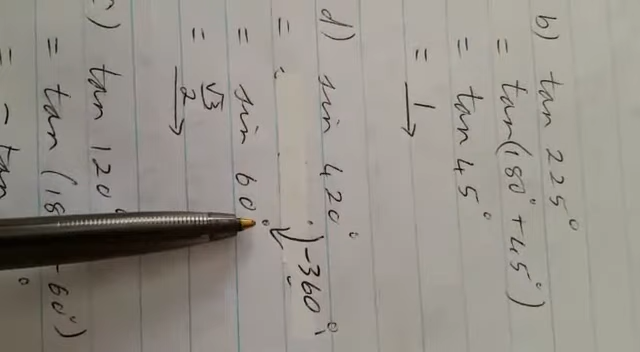 b) tan 225°
= tan(180° + 45°)
= tan 45°
= 1
d) sin 420°
-360°
=
= sin 60°
= √3/2
) tan 120°
= tan (18 - 60°)
= - tan